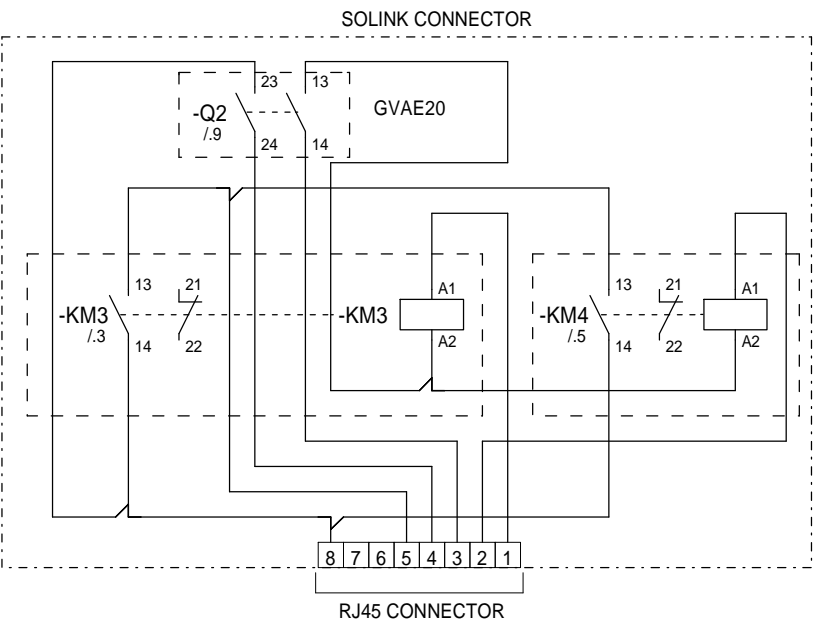 SOLINK CONNECTOR
23 13
-Q2
/.9
GVAE20
24 14
13 21 A1 13 21 A1
-KM3
/.3
-KM3
-KM4
/.5
14 22 A2 14 22 A2
8 7 6 5 4 3 2 1
RJ45 CONNECTOR